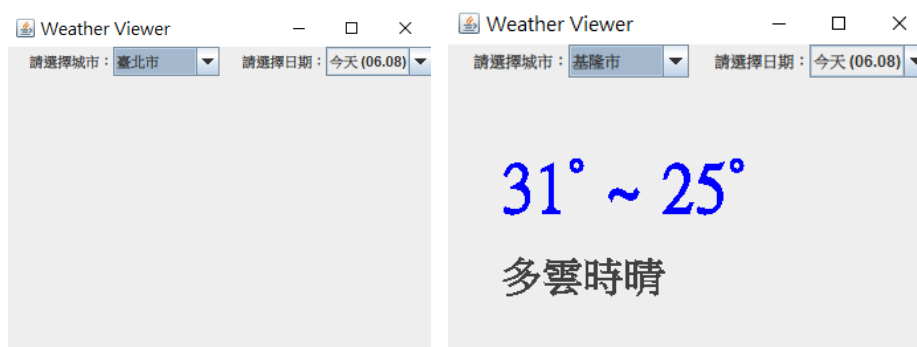 Weather Viewer
請選擇城市：臺北市 請選擇日期：今天 (06.08)
Weather Viewer
請選擇城市：基隆市 請選擇日期：今天 (06.08)
31° ~ 25°
多雲時晴